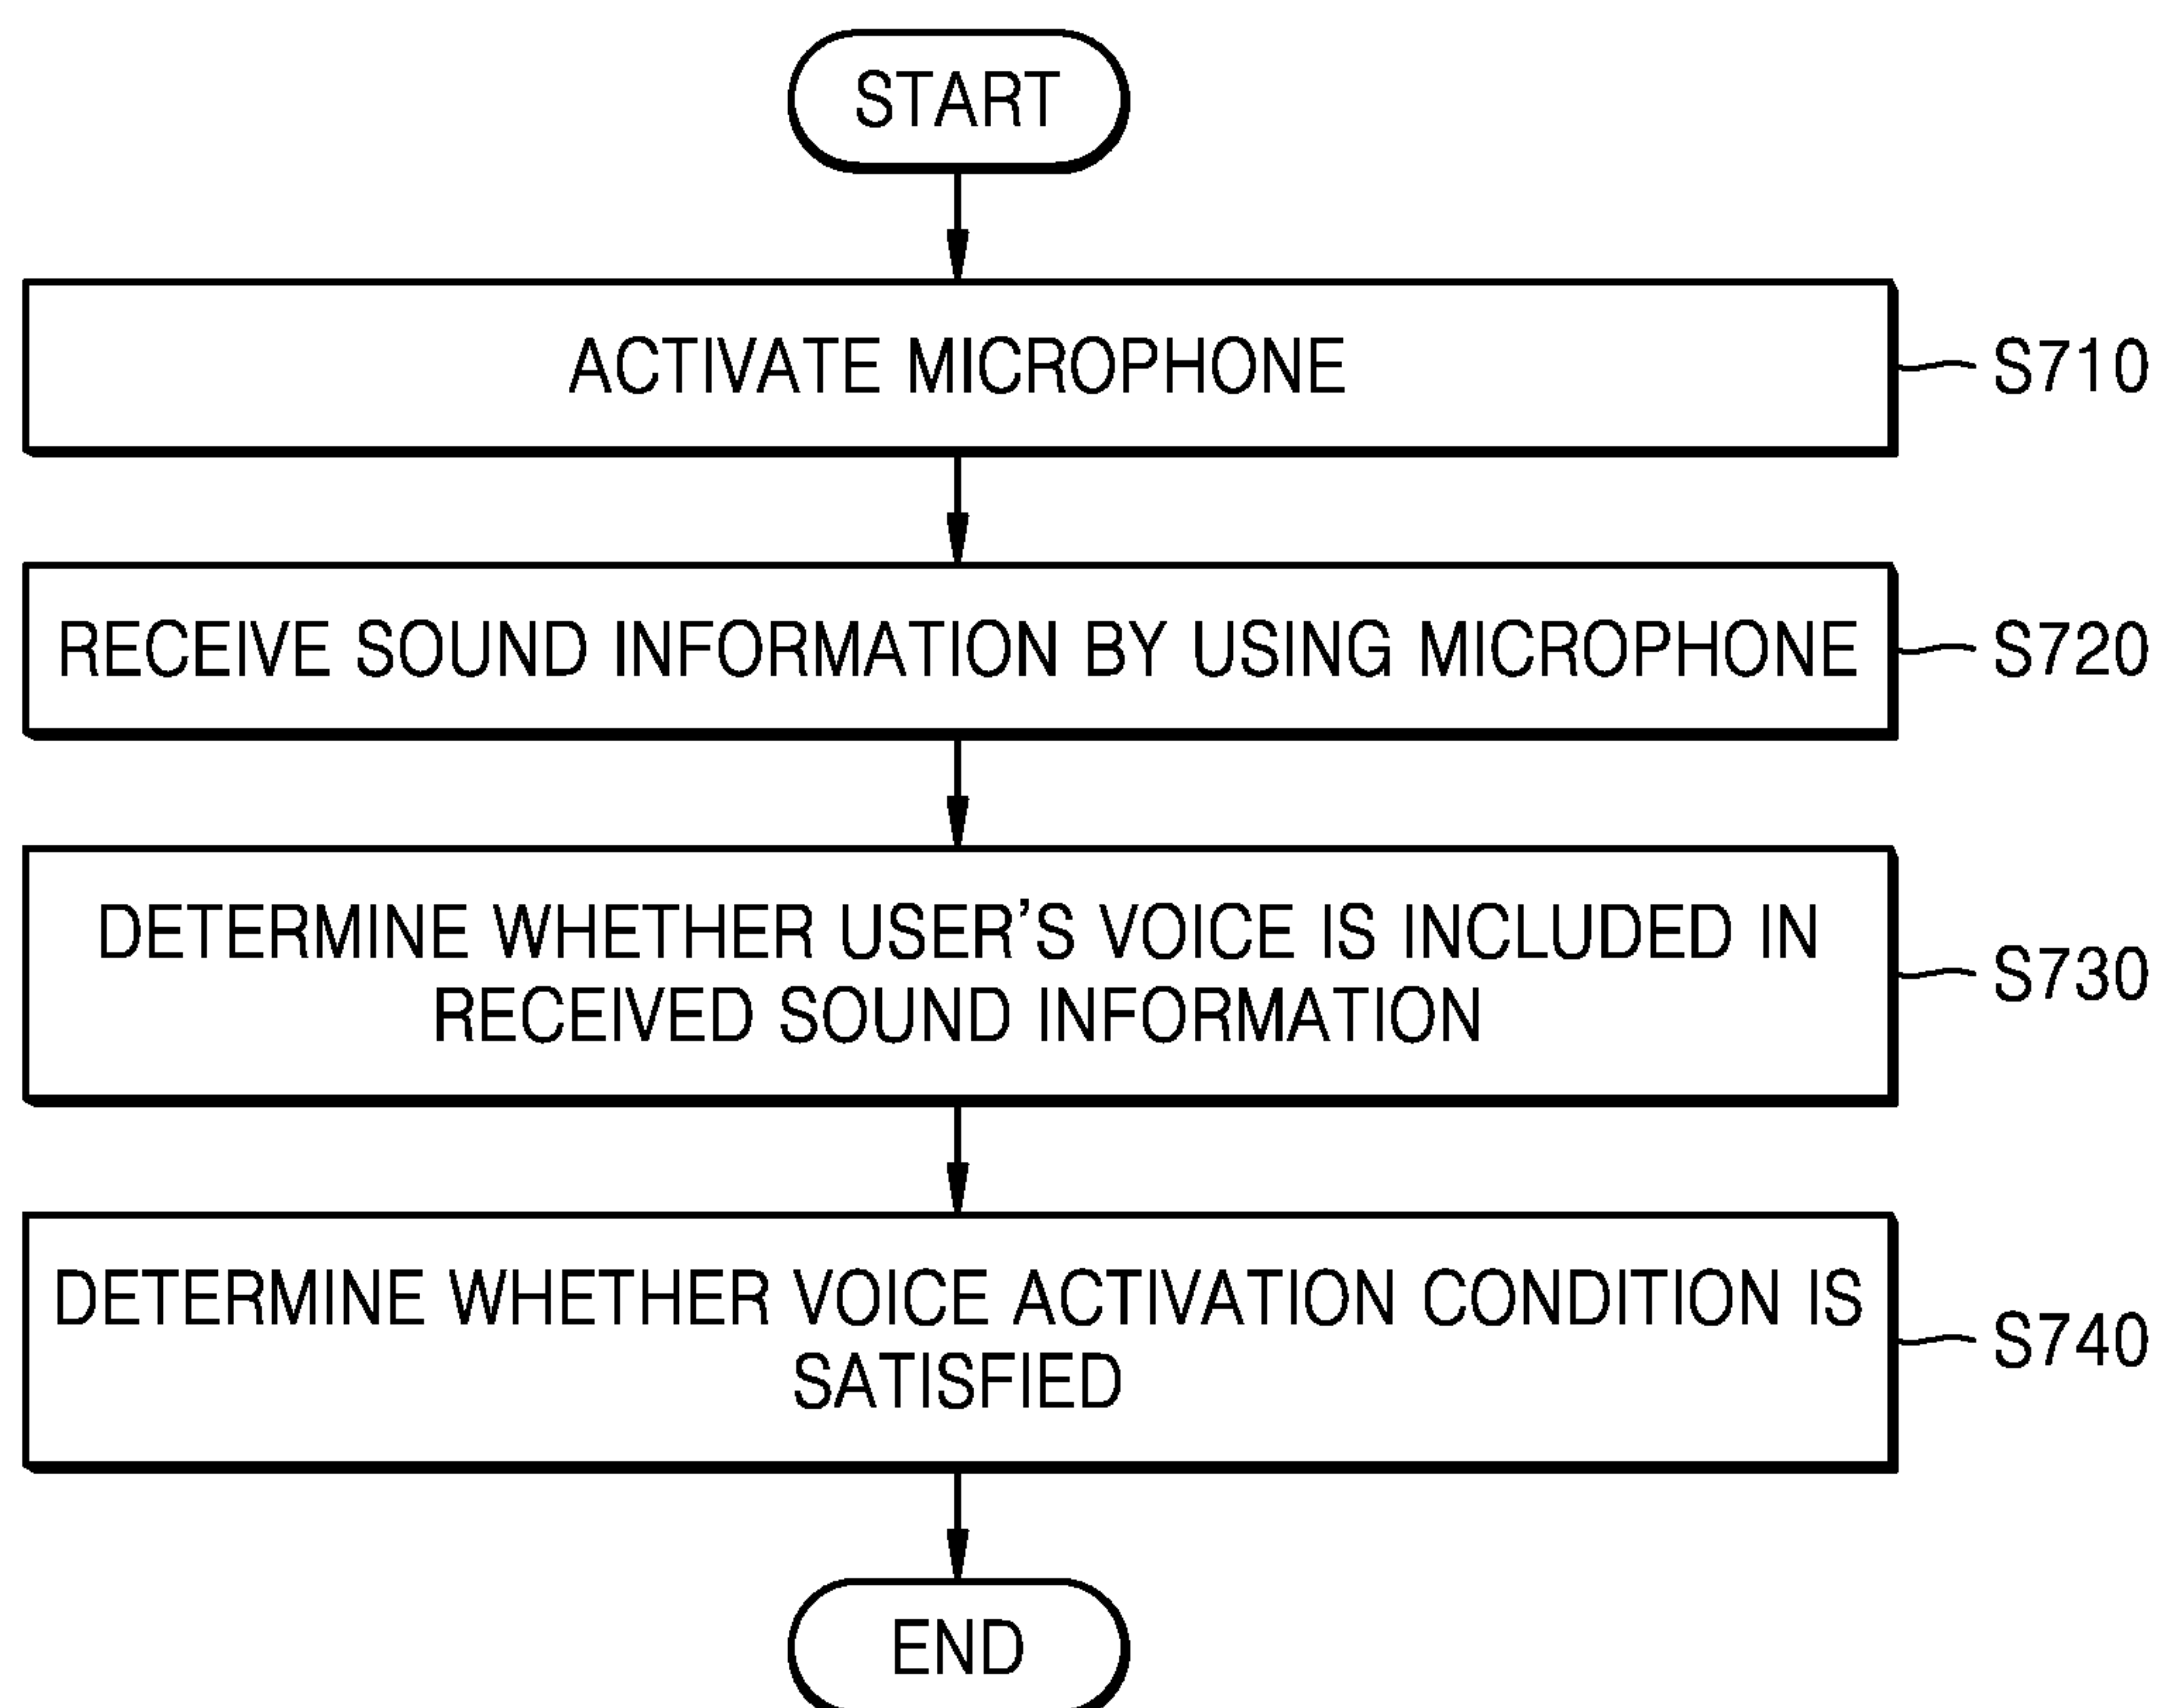 START
ACTIVATE MICROPHONE
S710
RECEIVE SOUND INFORMATION BY USING MICROPHONE
S720
DETERMINE WHETHER USER'S VOICE IS INCLUDED IN
RECEIVED SOUND INFORMATION
S730
DETERMINE WHETHER VOICE ACTIVATION CONDITION IS
SATISFIED
S740
END